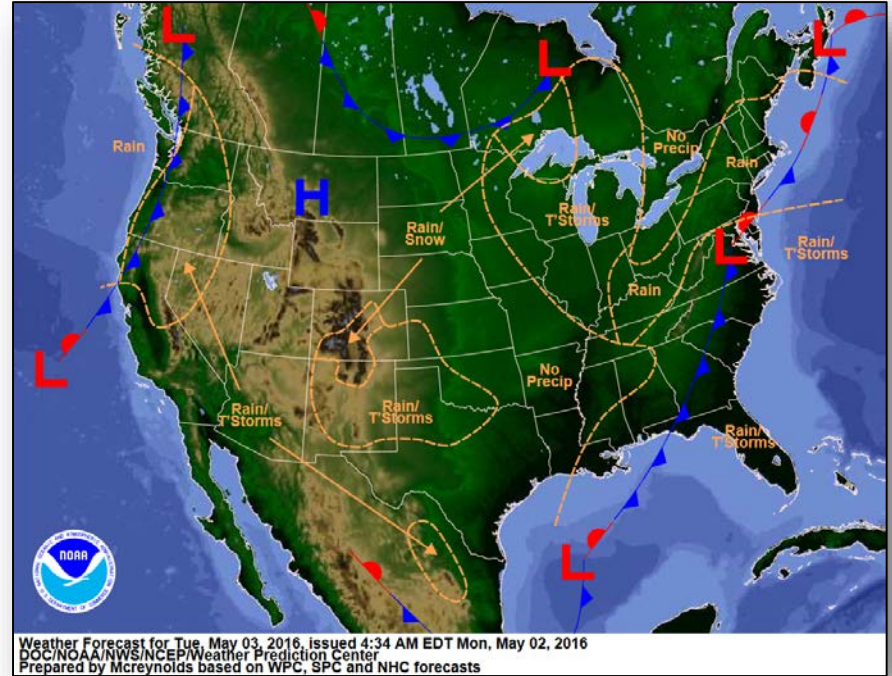 L
L
L
No
Precip
Rain
Rain
H
Rain/
Snow
Rain/
T'Storms
L
Rain/
T'Storms
Rain
L
No
Precip
Rain/
T'Storms
Rain/
T'Storms
Rain/
T'Storms
L
NOAA
Weather Forecast for Tue, May 03, 2016, issued 4:34 AM EDT Mon, May 02, 2016
DOC/NOAA/NWS/NCEP/Weather Prediction Center
Prepared by Mcreynolds based on WPC, SPC and NHC forecasts